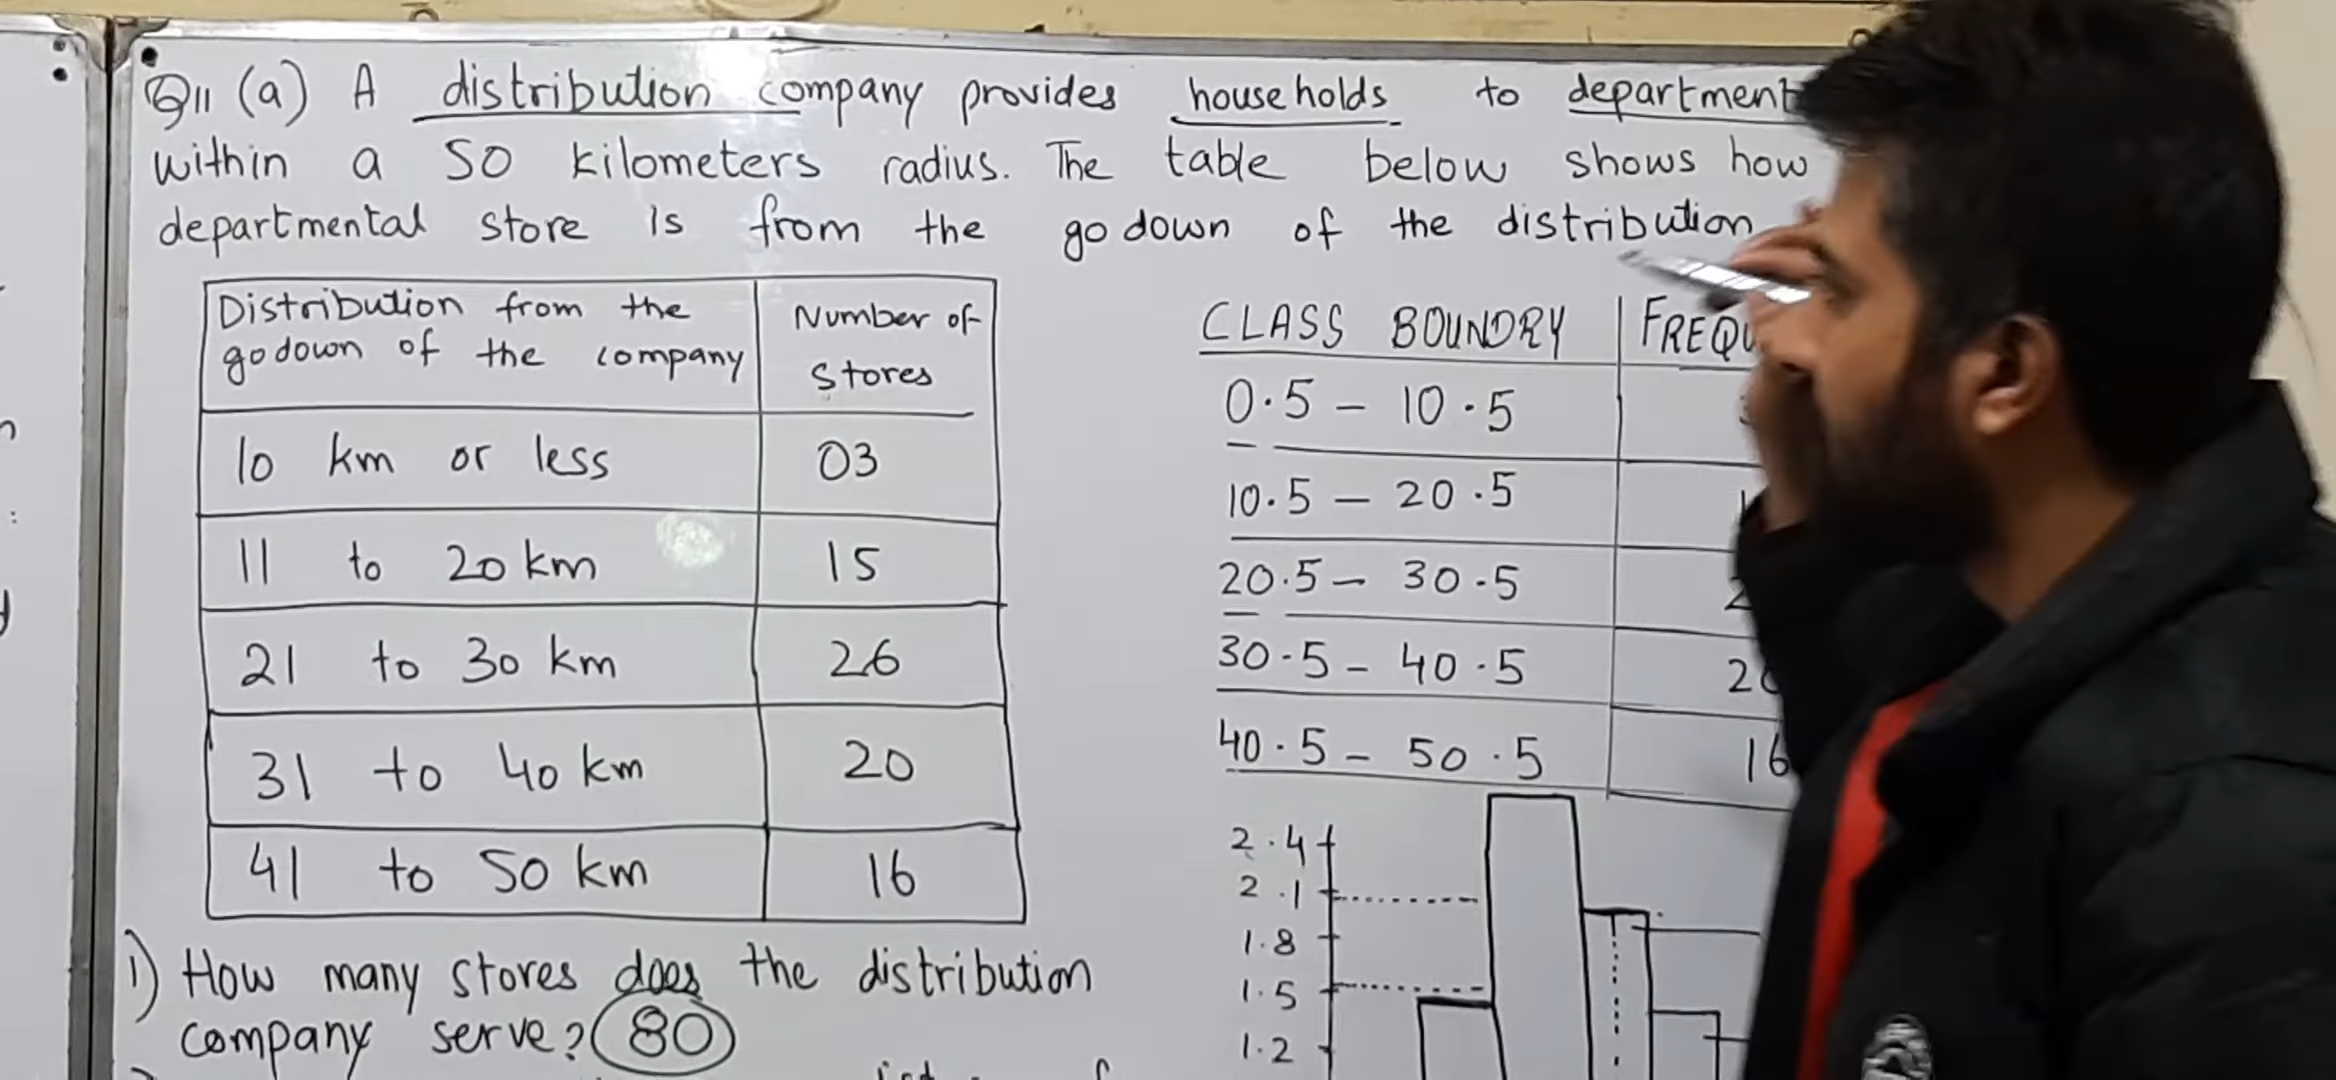 Q11 (a) A distribution company provides households to department
within a 50 kilometers radius. The table below shows how
departmental store is from the godown of the distribution
Distribution from the
godown of the company
Number of
stores
10 km or less 03
11 to 20 km 15
21 to 30 km 26
31 to 40 km 20
41 to 50 km 16
1) How many stores does the distribution
company serve? 80
CLASS BOUNDRY FREQU
0.5 - 10.5
10.5 - 20.5
20.5 - 30.5
30.5 - 40.5
40.5 - 50.5 16
2.4
2.1
1.8
1.5
1.2